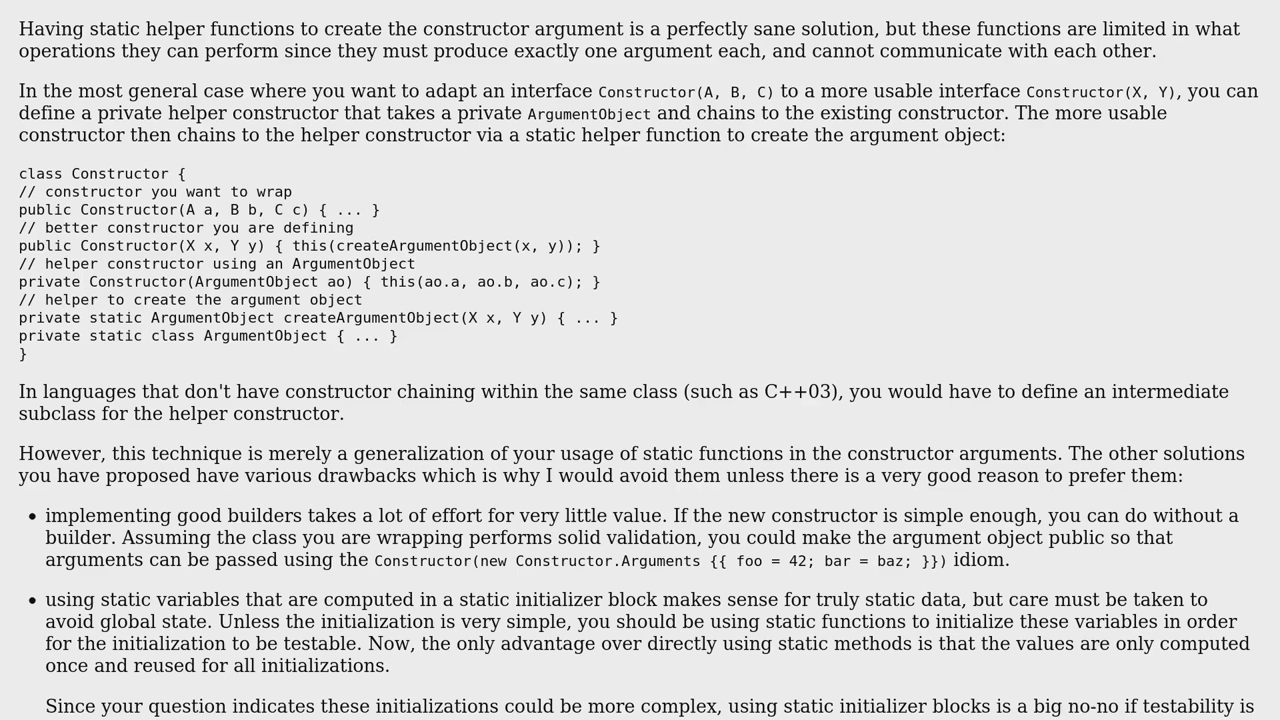 Having static helper functions to create the constructor argument is a perfectly sane solution, but these functions are limited in what
operations they can perform since they must produce exactly one argument each, and cannot communicate with each other.
In the most general case where you want to adapt an interface Constructor(A, B, C) to a more usable interface Constructor(X, Y), you can
define a private helper constructor that takes a private ArgumentObject and chains to the existing constructor. The more usable
constructor then chains to the helper constructor via a static helper function to create the argument object:
class Constructor {
// constructor you want to wrap
public Constructor(A a, B b, C c) { ... }
// better constructor you are defining
public Constructor(X x, Y y) { this(createArgumentObject(x, y)); }
// helper constructor using an ArgumentObject
private Constructor(ArgumentObject ao) { this(ao.a, ao.b, ao.c); }
// helper to create the argument object
private static ArgumentObject createArgumentObject(X x, Y y) { ... }
private static class ArgumentObject { ... }
}
In languages that don't have constructor chaining within the same class (such as C++03), you would have to define an intermediate
subclass for the helper constructor.
However, this technique is merely a generalization of your usage of static functions in the constructor arguments. The other solutions
you have proposed have various drawbacks which is why I would avoid them unless there is a very good reason to prefer them:
• implementing good builders takes a lot of effort for very little value. If the new constructor is simple enough, you can do without a
builder. Assuming the class you are wrapping performs solid validation, you could make the argument object public so that
arguments can be passed using the Constructor(new Constructor.Arguments {{ foo = 42; bar = baz; }}) idiom.
• using static variables that are computed in a static initializer block makes sense for truly static data, but care must be taken to
avoid global state. Unless the initialization is very simple, you should be using static functions to initialize these variables in order
for the initialization to be testable. Now, the only advantage over directly using static methods is that the values are only computed
once and reused for all initializations.
Since your question indicates these initializations could be more complex, using static initializer blocks is a big no-no if testability is